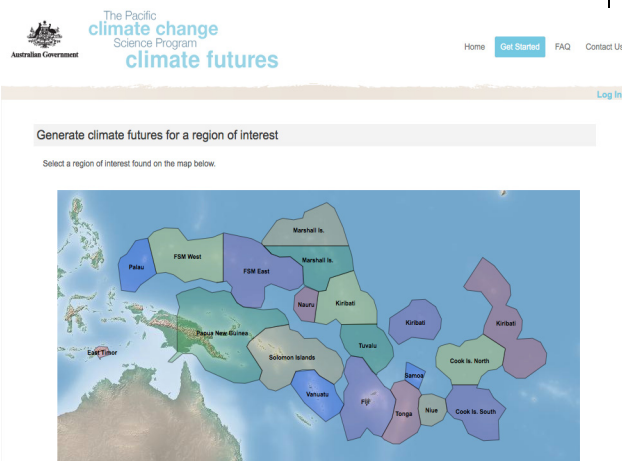 The Pacific
climate change
Science Program
climate futures
Australian Government
Home
Get Started
FAQ
Contact Us
Log In
Generate climate futures for a region of interest
Select a region of interest found on the map below.
Marshall Is.
FSM West
Marshall Is.
Palau
FSM East
Nauru
Kiribati
Kiribati
Kiribati
Papua New Guinea
East Timor
Solomon Islands
Tuvalu
Cook Is. North
Samoa
Vanuatu
Fiji
Tonga
Niue
Cook Is. South